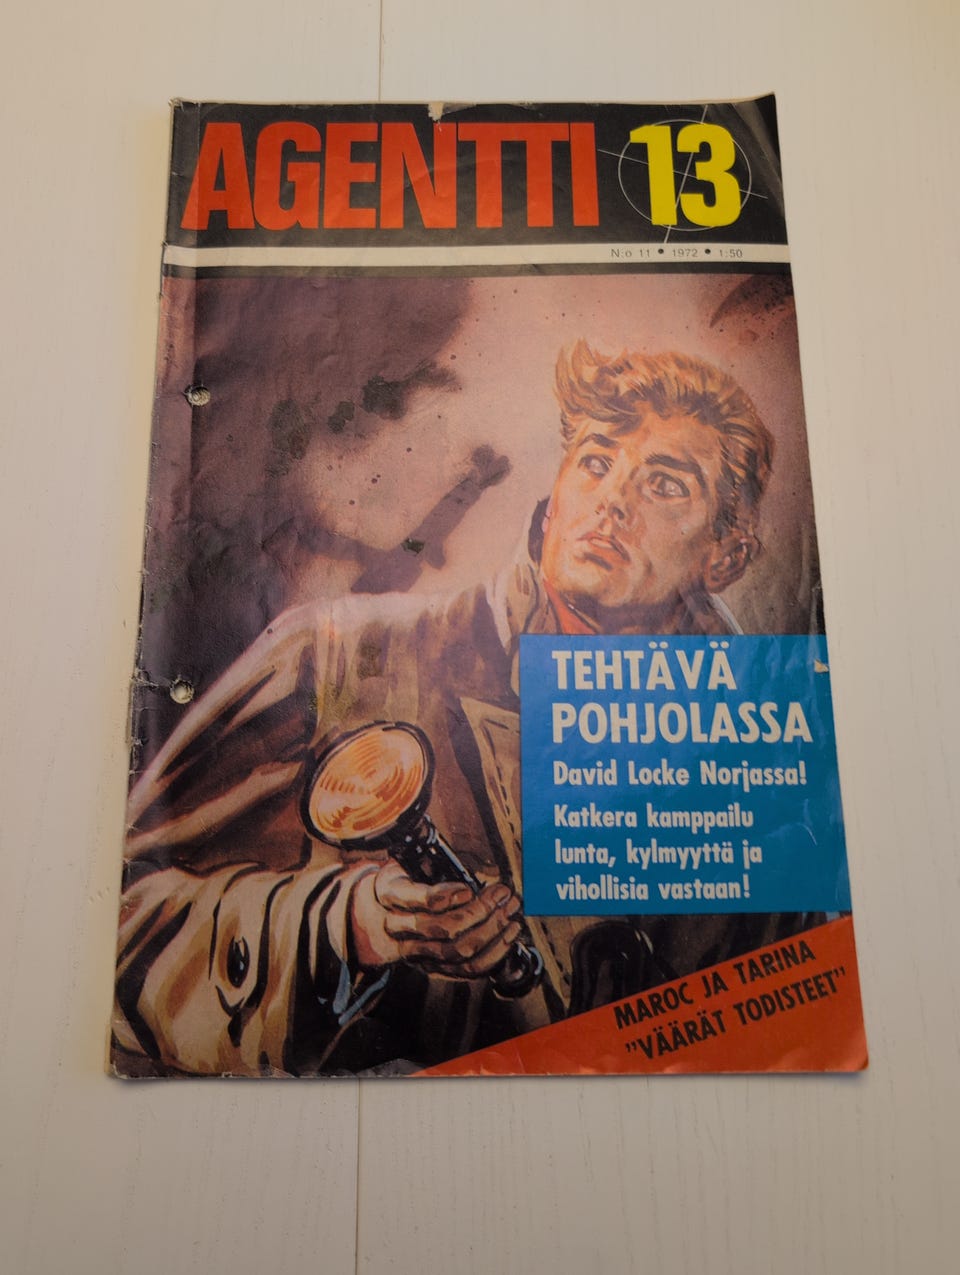 AGENTTI 13
N:o 11 • 1972 • 1:50
TEHTÄVÄ
POHJOLASSA
David Locke Norjassa!
Katkera kamppailu
lunta, kylmyyttä ja
vihollisia vastaan!
MAROC JA TARINA
”VÄÄRÄT TODISTEET”